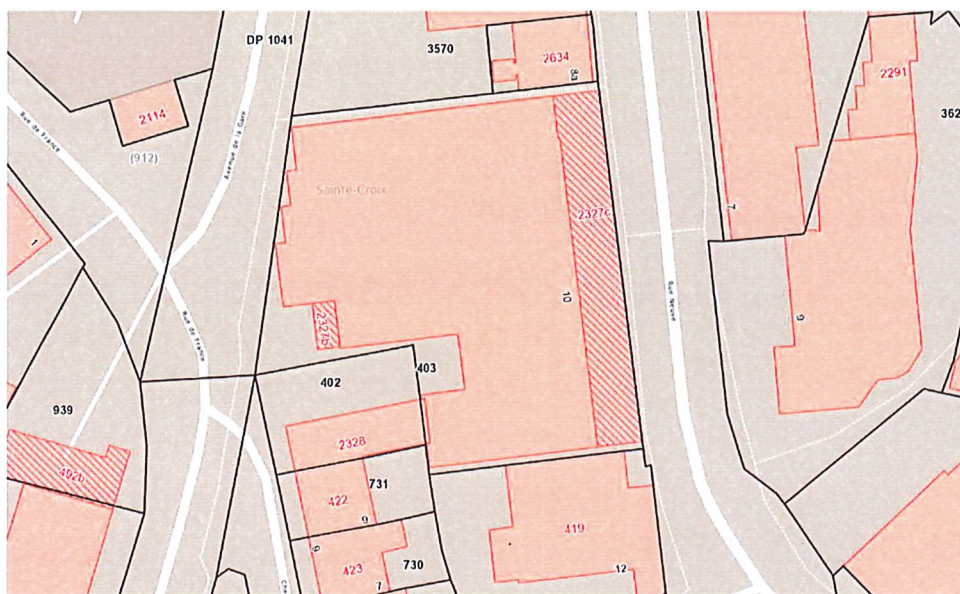 DP 1041
3570
2634
8a
2291
362
2114
(912)
Rue de France
Avenue de la Gare
Sainte-Croix
2327c
7
1
10
Rue Neuve
9
2327b
Rue de France
402
403
939
2328
492b
422
731
9
419
9
423
730
7
12